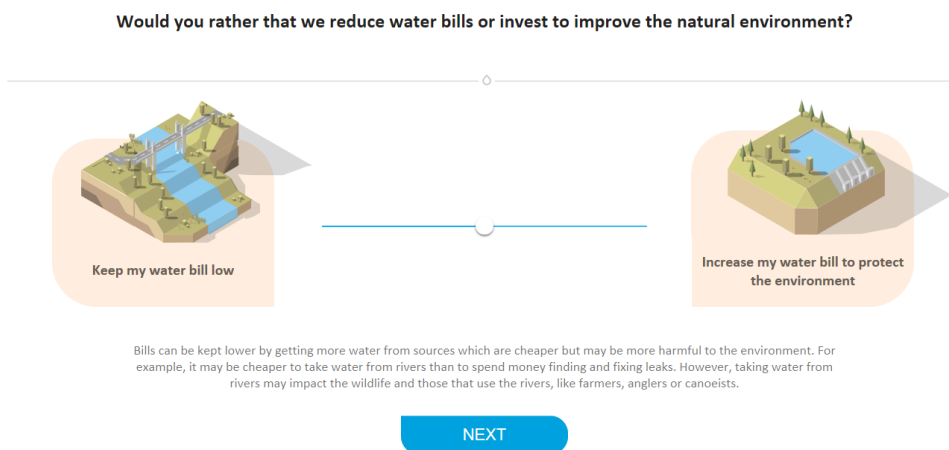 Would you rather that we reduce water bills or invest to improve the natural environment?
Keep my water bill low
Increase my water bill to protect
the environment
Bills can be kept lower by getting more water from sources which are cheaper but may be more harmful to the environment. For
example, it may be cheaper to take water from rivers than to spend money finding and fixing leaks. However, taking water from
rivers may impact the wildlife and those that use the rivers, like farmers, anglers or canoeists.
NEXT